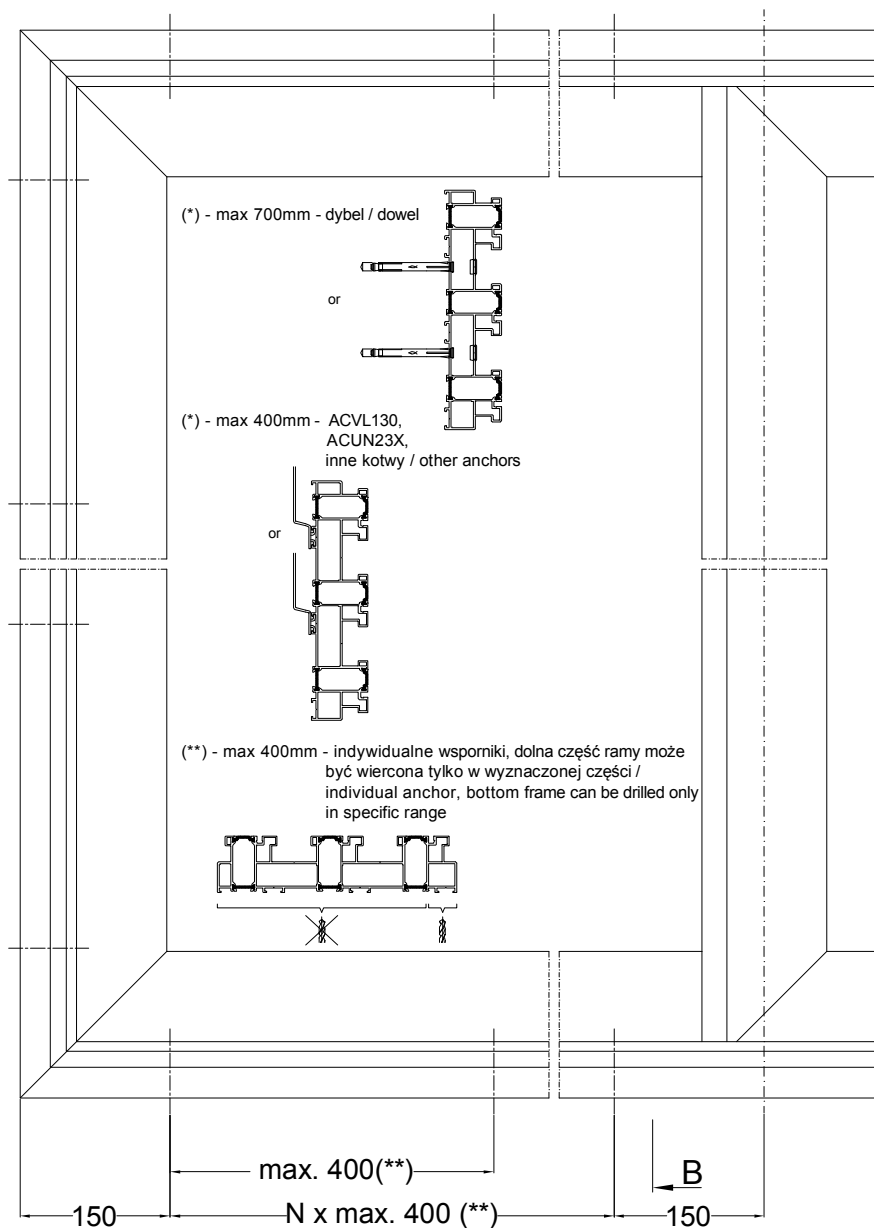 (*) - max 700mm - dybel / dowel
or
(*) - max 400mm - ACVL130,
ACUN23X,
inne kotwy / other anchors
or
(**) - max 400mm - indywidualne wsporniki, dolna część ramy może
być wiercona tylko w wyznaczonej części /
individual anchor, bottom frame can be drilled only
in specific range
max. 400(**)
B
150
N x max. 400 (**)
150